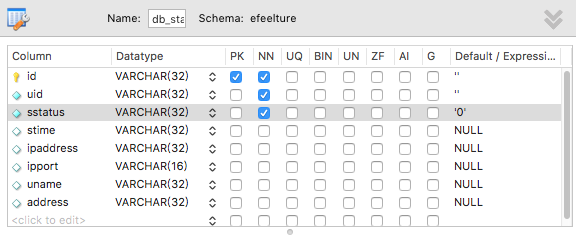 Name: db_sta Schema: efeelture
Column Datatype PK NN UQ BIN UN ZF AI G Default / Expressi...
id VARCHAR(32) ''
uid VARCHAR(32) ''
sstatus VARCHAR(32) '0'
stime VARCHAR(32) NULL
ipaddress VARCHAR(32) NULL
ipport VARCHAR(16) NULL
uname VARCHAR(32) NULL
address VARCHAR(32) NULL
<click to edit>